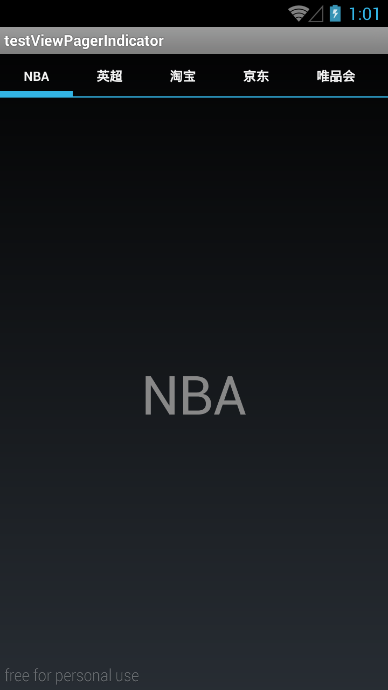 1:01
testViewPagerIndicator
NBA 英超 淘宝 京东 唯品会
NBA
free for personal use